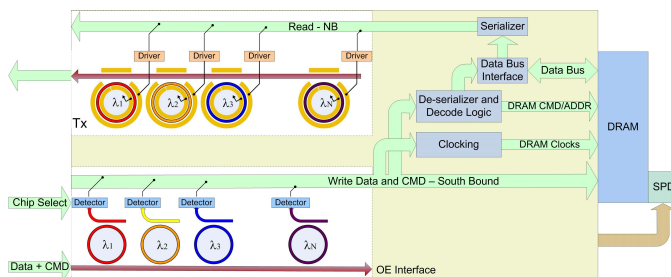 Read - NB
Serializer
Driver
Driver
Driver
Driver
Data Bus
Interface
Data Bus
λ1
λ2
λ3
λN
Tx
De-serializer and
Decode Logic
DRAM CMD/ADDR
DRAM
Clocking
DRAM Clocks
Write Data and CMD – South Bound
SPD
Chip Select
Detector
Detector
Detector
Detector
λ1
λ2
λ3
λN
Data + CMD
OE Interface